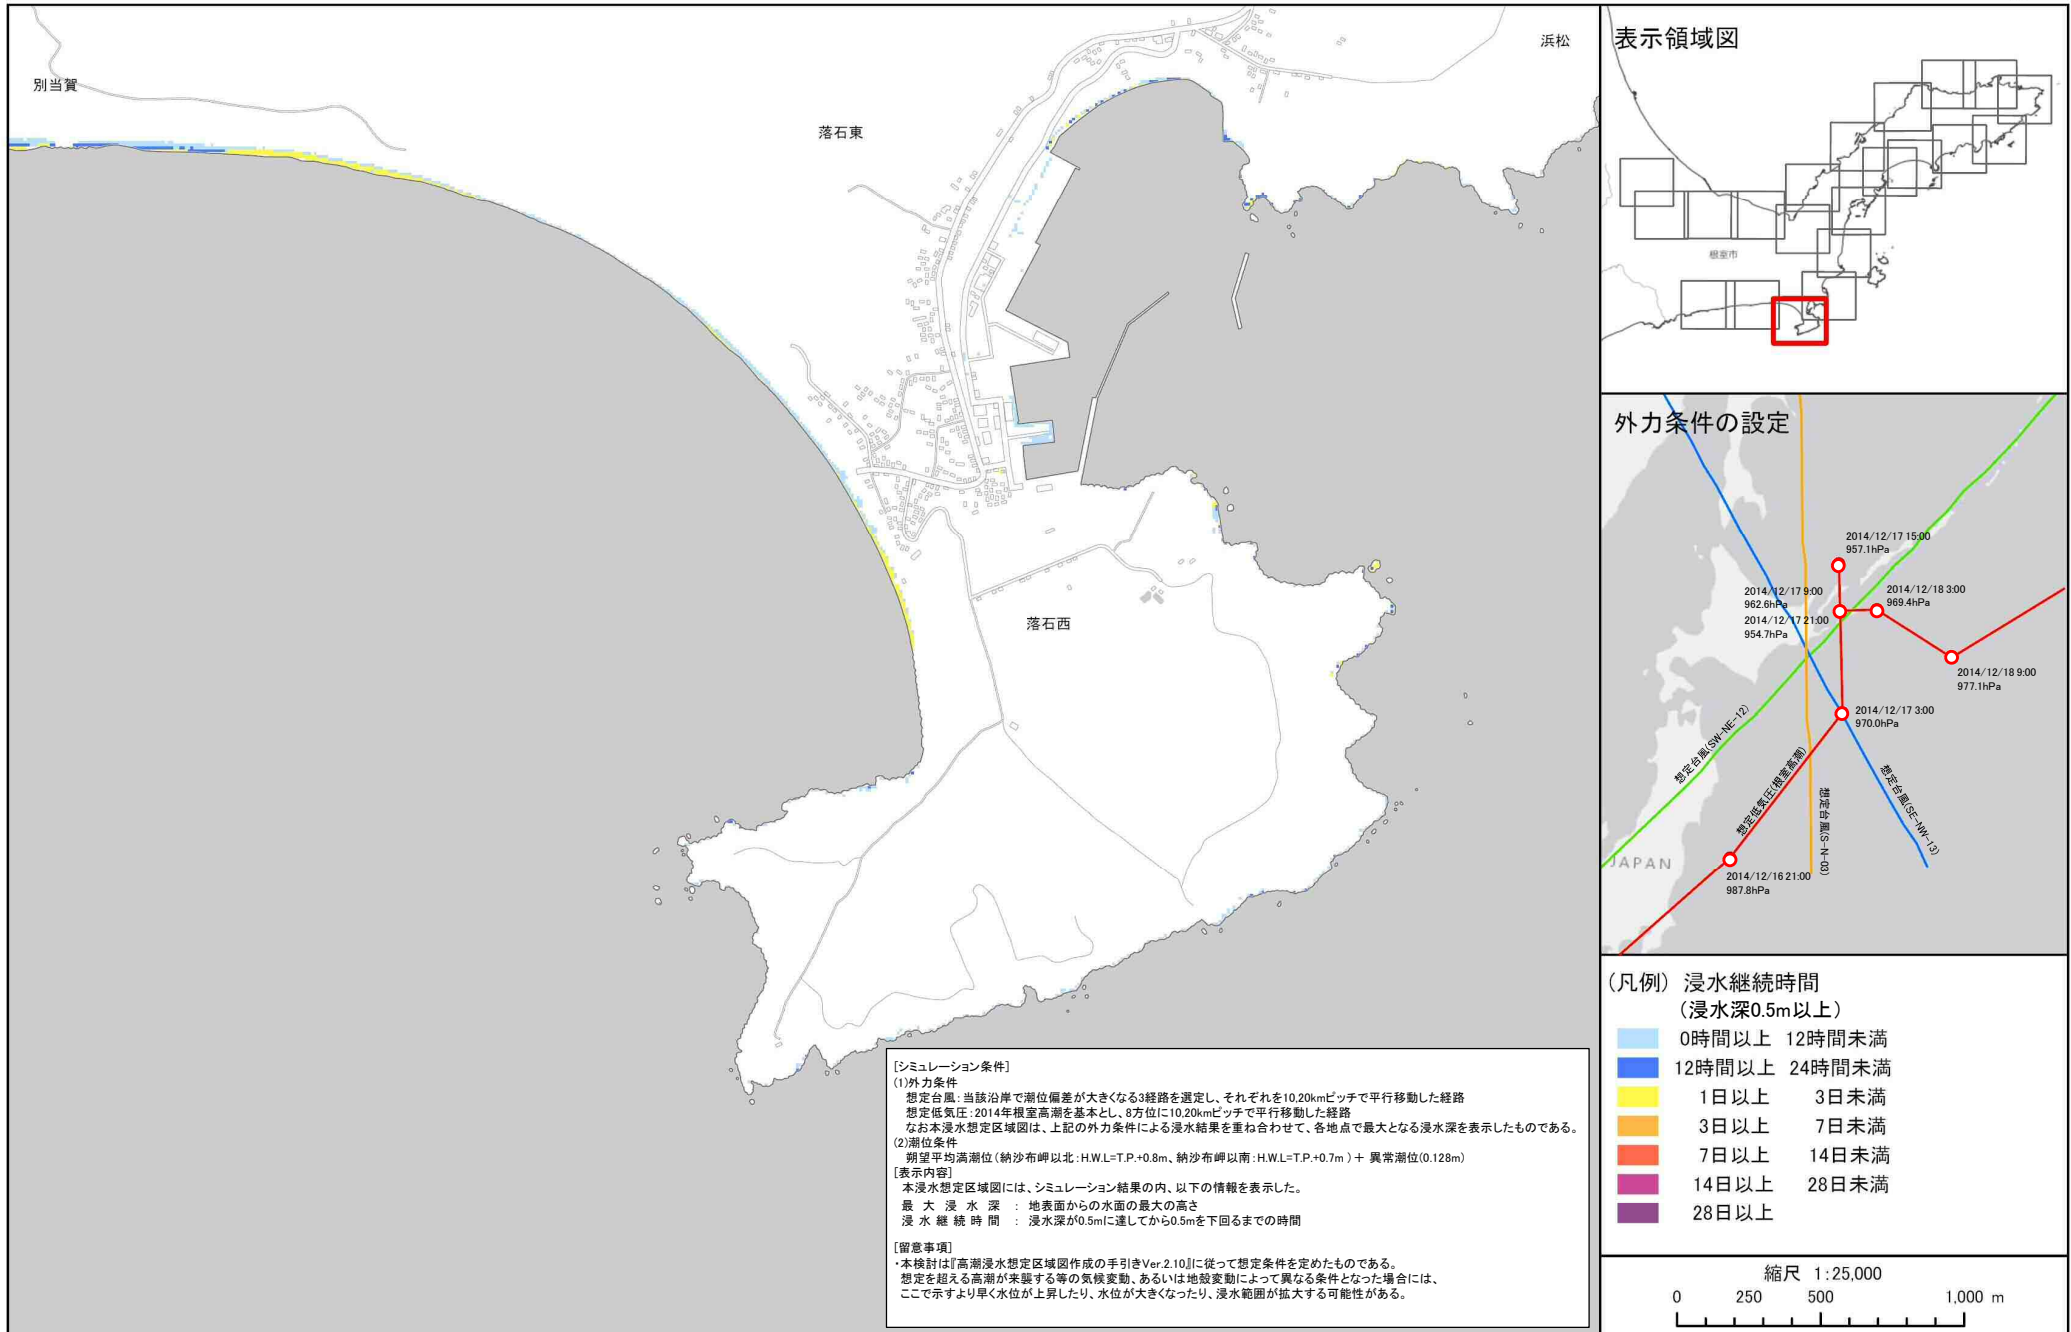 別当賀
落石東
浜松
落石西
[シミュレーション条件]
(1)外力条件
想定台風:当該沿岸で潮位偏差が大きくなる3経路を選定し、それぞれを10,20kmピッチで平行移動した経路
想定低気圧:2014年根室高潮を基本とし、8方位に10,20kmピッチで平行移動した経路
なお本浸水想定区域図は、上記の外力条件による浸水結果を重ね合わせて、各地点で最大となる浸水深を表示したものである。
(2)潮位条件
朔望平均満潮位(納沙布岬以北:H.W.L=T.P.+0.8m、納沙布岬以南:H.W.L=T.P.+0.7m ) + 異常潮位(0.128m)
[表示内容]
本浸水想定区域図には、シミュレーション結果の内、以下の情報を表示した。
最 大 浸 水 深 : 地表面からの水面の最大の高さ
浸 水 継 続 時 間 : 浸水深が0.5mに達してから0.5mを下回るまでの時間
[留意事項]
・本検討は『高潮浸水想定区域図作成の手引きVer.2.10』に従って想定条件を定めたものである。
想定を超える高潮が来襲する等の気候変動、あるいは地殻変動によって異なる条件となった場合には、
ここで示すより早く水位が上昇したり、水位が大きくなったり、浸水範囲が拡大する可能性がある。
表示領域図
根室市
外力条件の設定
2014/12/17 15:00
957.1hPa
2014/12/17 9:00
962.6hPa
2014/12/17 21:00
954.7hPa
2014/12/18 3:00
969.4hPa
2014/12/18 9:00
977.1hPa
2014/12/17 3:00
970.0hPa
想定台風(SW-NE-12)
想定低気圧(根室高潮)
想定台風(S-N-03)
想定台風(SE-NW-13)
JAPAN
2014/12/16 21:00
987.8hPa
(凡例) 浸水継続時間
(浸水深0.5m以上)
0時間以上 12時間未満
12時間以上 24時間未満
1日以上 3日未満
3日以上 7日未満
7日以上 14日未満
14日以上 28日未満
28日以上
縮尺 1:25,000
0 250 500 1,000 m